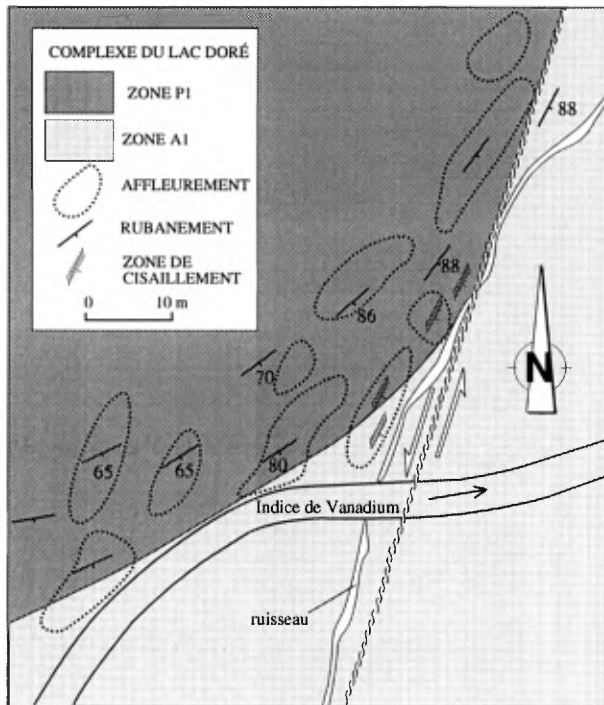 COMPLEXE DU LAC DORÉ
ZONE P1
ZONE A1
AFFLEUREMENT
RUBANEMENT
ZONE DE
CISAILLEMENT
0 10 m
88
88
86
70
65
65
80
N
Indice de Vanadium
ruisseau